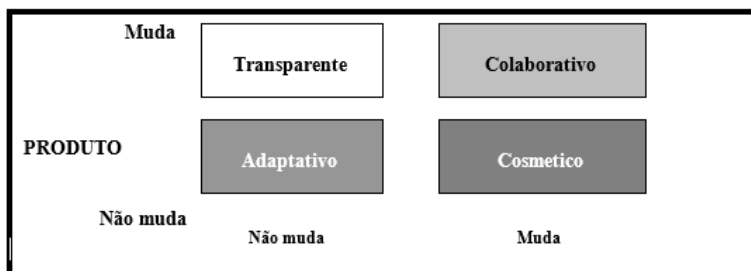 Muda
Transparente
Colaborativo
PRODUTO
Adaptativo
Cosmetico
Não muda
Não muda
Muda